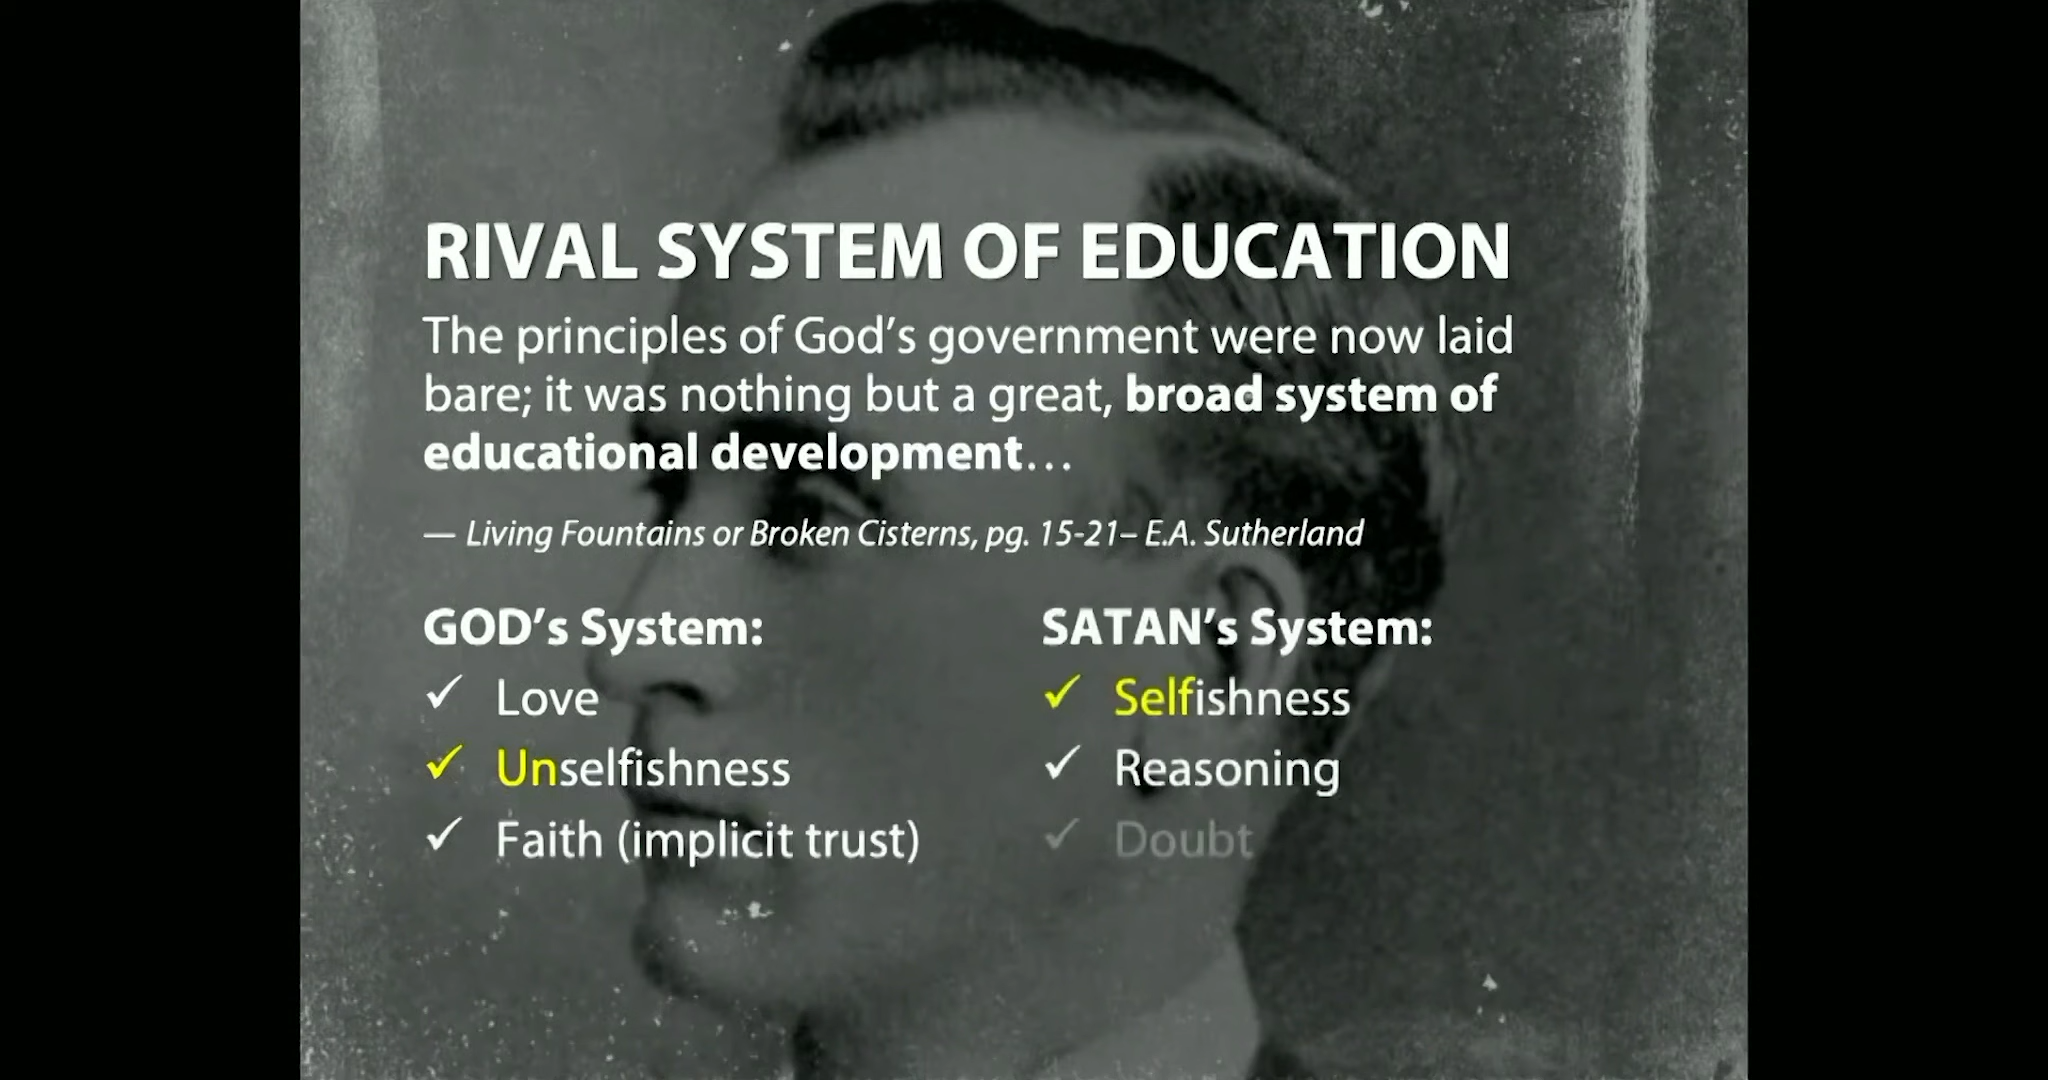 RIVAL SYSTEM OF EDUCATION
The principles of God's government were now laid
bare; it was nothing but a great, broad system of
educational development...
— Living Fountains or Broken Cisterns, pg. 15-21– E.A. Sutherland
GOD's System:
✓ Love
✓ Unselfishness
✓ Faith (implicit trust)
SATAN's System:
✓ Selfishness
✓ Reasoning
✓ Doubt